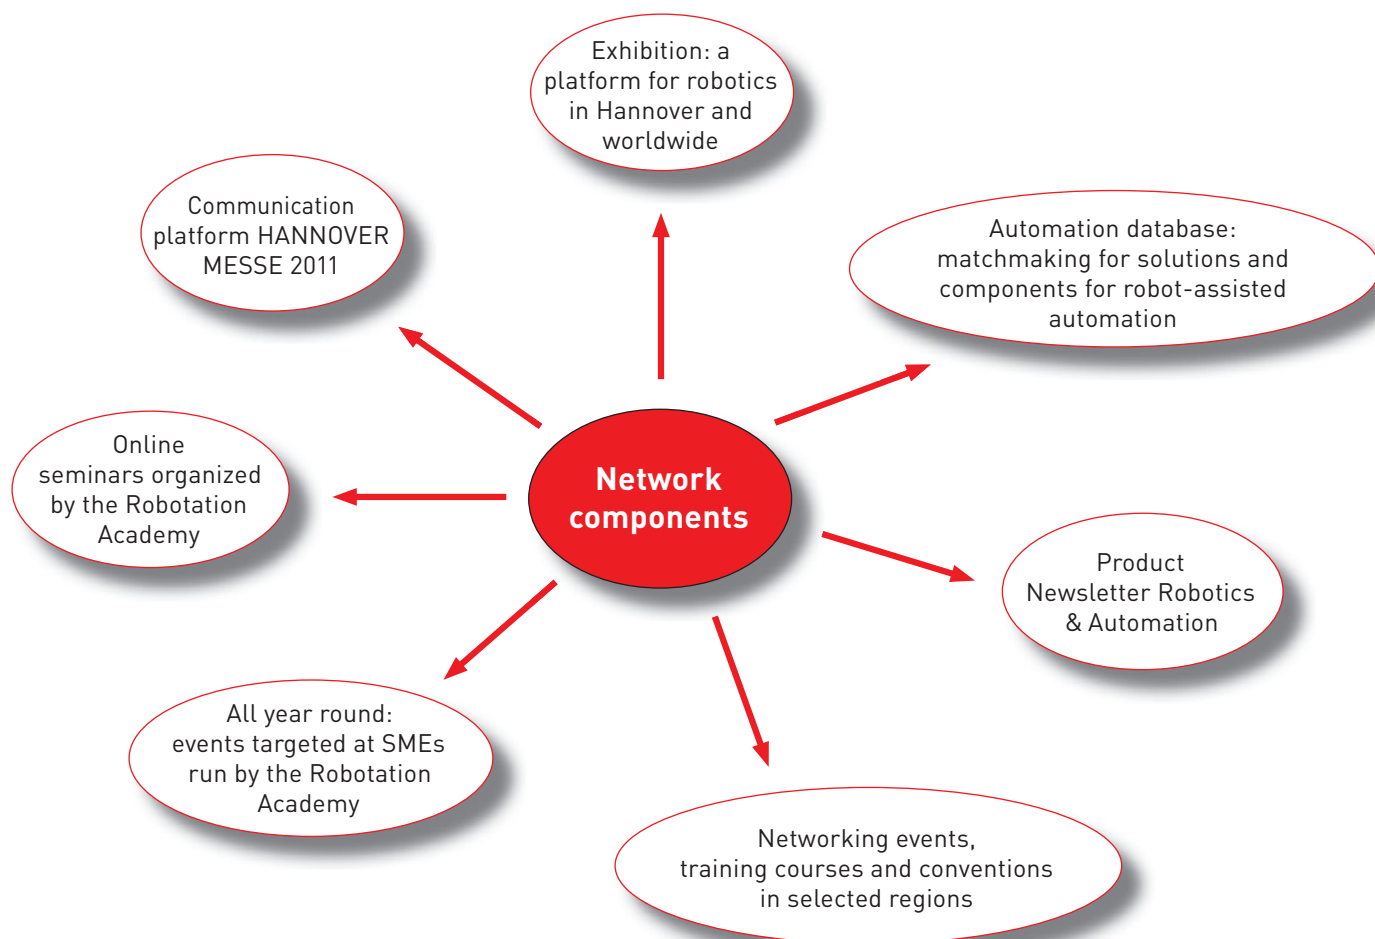 Exhibition: a
platform for robotics
in Hannover and
worldwide
Communication
platform HANNOVER
MESSE 2011
Automation database:
matchmaking for solutions and
components for robot-assisted
automation
Online
seminars organized
by the Robotation
Academy
Network
components
Product
Newsletter Robotics
& Automation
All year round:
events targeted at SMEs
run by the Robotation
Academy
Networking events,
training courses and conventions
in selected regions